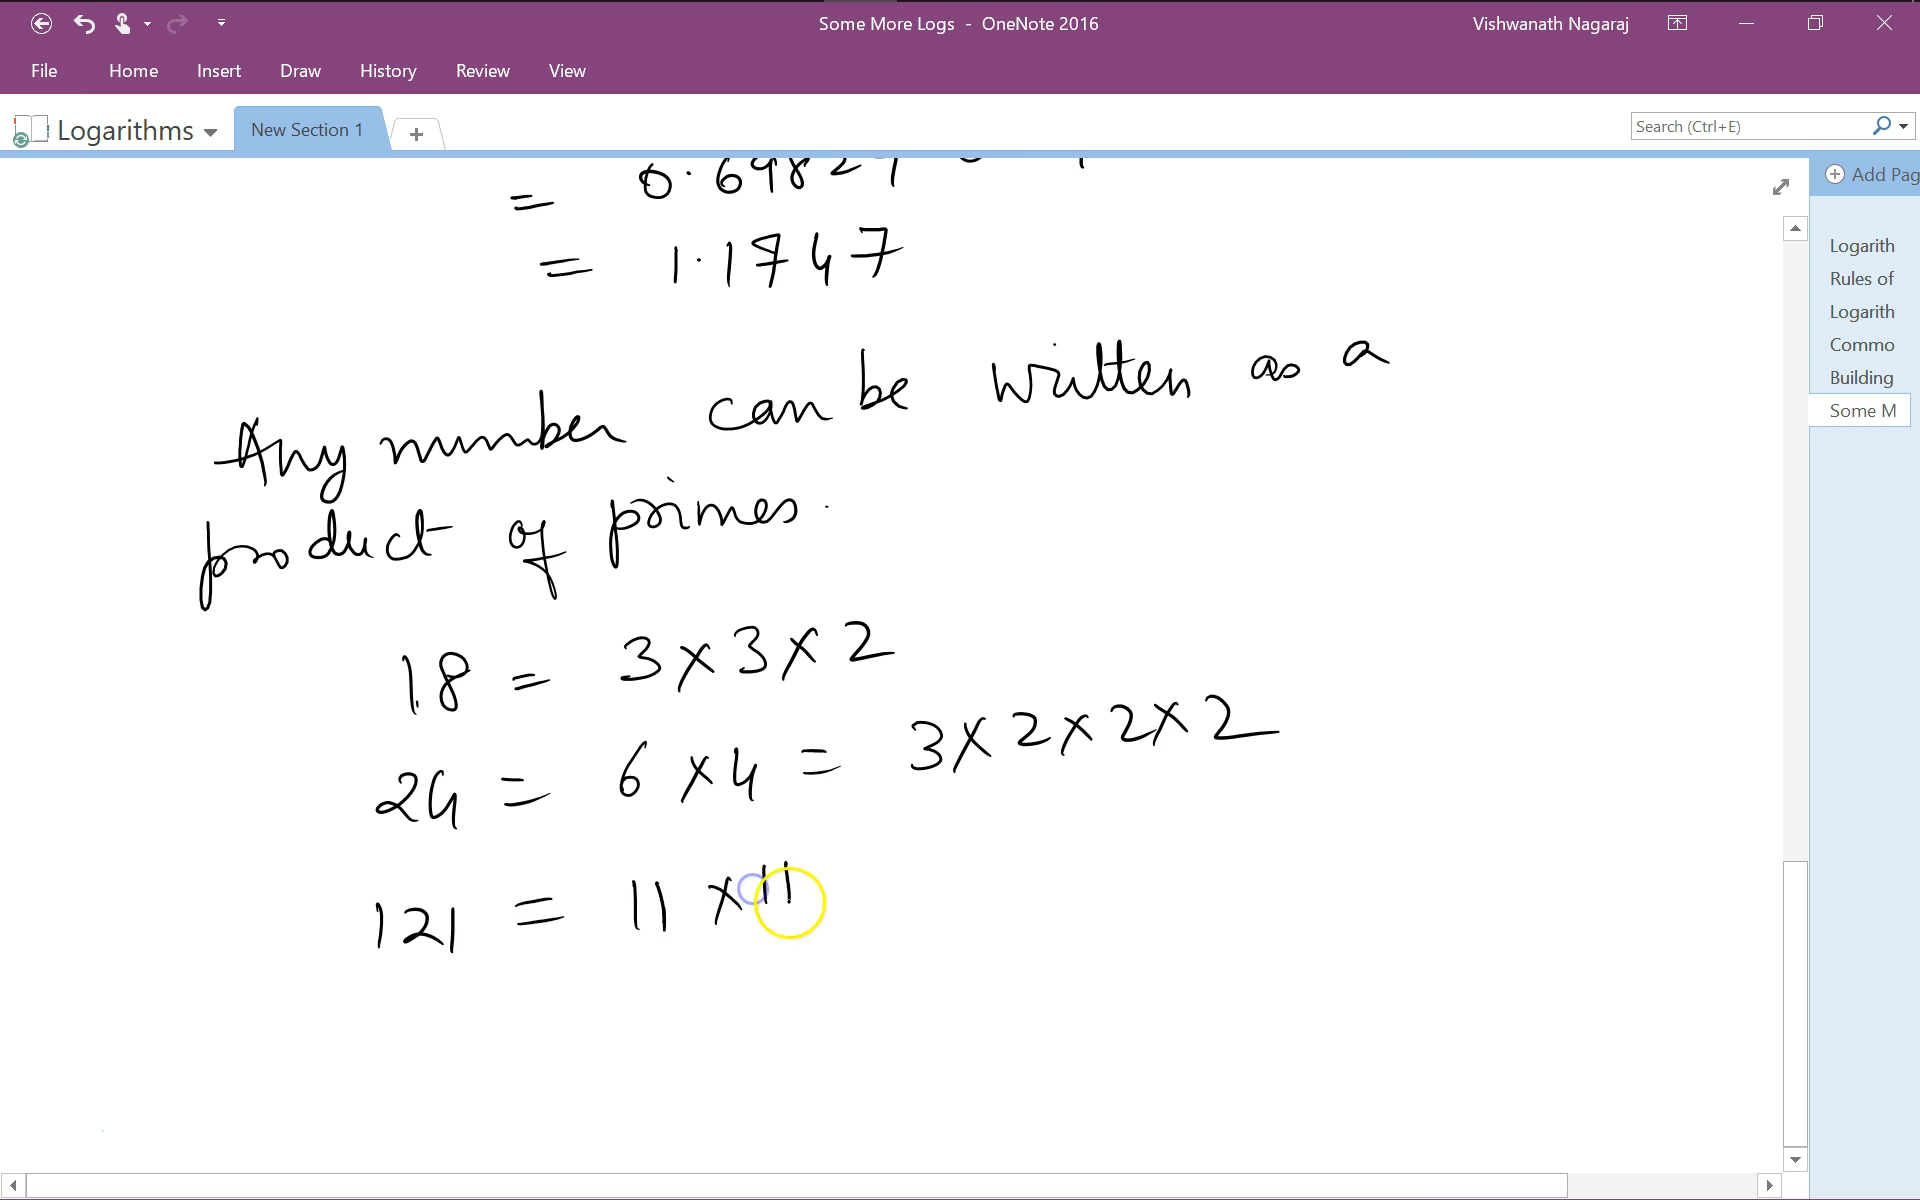 Some More Logs - OneNote 2016
Vishwanath Nagaraj
File Home Insert Draw History Review View
Logarithms
New Section 1
+
Search (Ctrl+E)
Add Pag
Logarith
Rules of
Logarith
Commo
Building
Some M
=
= 1.1747
Any number can be written as a
product of primes.
18 = 3 x 3 x 2
24 = 6 x 4 = 3 x 2 x 2 x 2
121 = 11 x 11